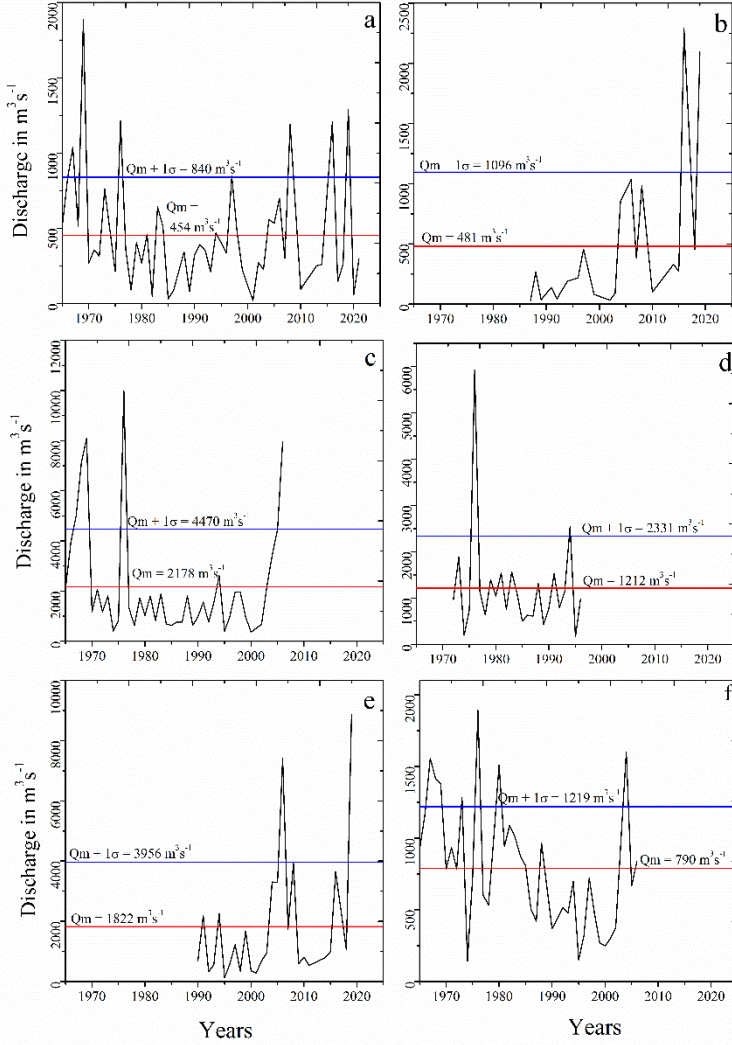 a
2000
1500
1000
500
0
Discharge in m³s⁻¹
Qm + 1σ – 840 m³s⁻¹
Qm –
454 m³s⁻¹
1970 1980 1990 2000 2010 2020
b
2500
2000
1500
1000
500
0
Qm – 1σ = 1096 m³s⁻¹
Qm = 481 m³s⁻¹
1970 1980 1990 2000 2010 2020
c
12000
10000
8000
6000
4000
2000
0
Discharge in m³s⁻¹
Qm + 1σ = 4470 m³s⁻¹
Qm = 2178 m³s⁻¹
1970 1980 1990 2000 2010 2020
d
6000
5000
4000
3000
2000
1000
0
Qm + 1σ – 2331 m³s⁻¹
Qm – 1212 m³s⁻¹
1970 1980 1990 2000 2010 2020
e
10000
8000
6000
4000
2000
0
Discharge in m³s⁻¹
Qm + 1σ – 3956 m³s⁻¹
Qm = 1822 m³s⁻¹
1970 1980 1990 2000 2010 2020
Years
f
2000
1500
1000
500
0
Qm + 1σ = 1219 m³s⁻¹
Qm = 790 m³s⁻¹
1970 1980 1990 2000 2010 2020
Years